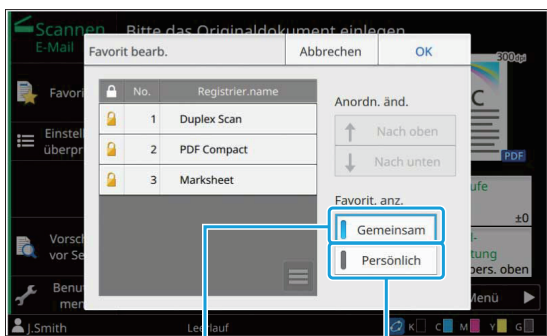 Scannen Bitte das Originaldokument einlegen
E-Mail
Favorit bearb. Abbrechen OK
300dpi
Favori
No. Registrier.name
Anordn. änd.
C
1 Duplex Scan
Nach oben
Einstel
überpr
2 PDF Compact
Nach unten
PDF
3 Marksheet
Favorit. anz.
ufe
Gemeinsam
±0
Vorsch
vor Se
Persönlich
tung
pers. oben
Benu
men
Menü
J.Smith Leerlauf K C M Y G